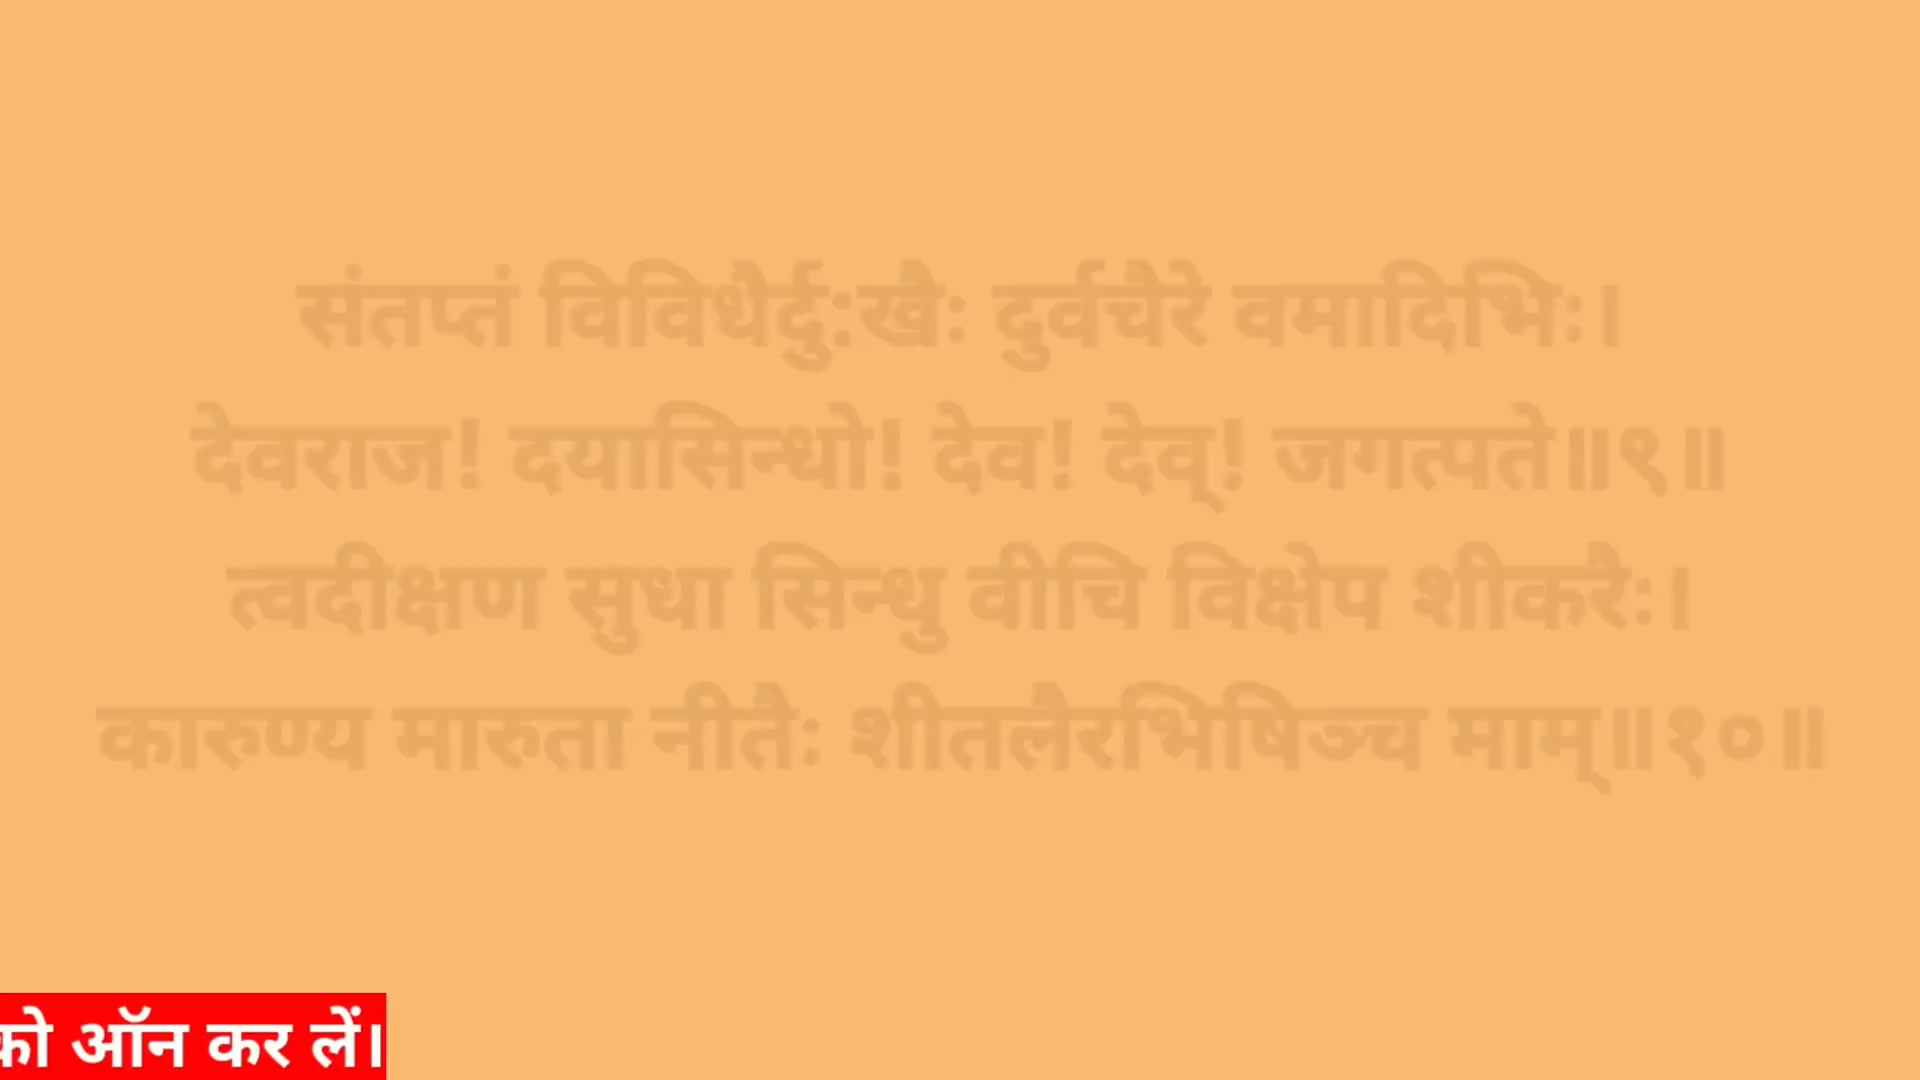 संतप्तं विविधैर्दु:खैः दुर्वचैरे वमादिभिः।
देवराज! दयासिन्धो! देव! देव्! जगत्पते॥९॥
त्वदीक्षण सुधा सिन्धु वीचि विक्षेप शीकरैः।
कारुण्य मारुता नीतैः शीतलैरभिषिञ्च माम्॥१०॥
को ऑन कर लें।